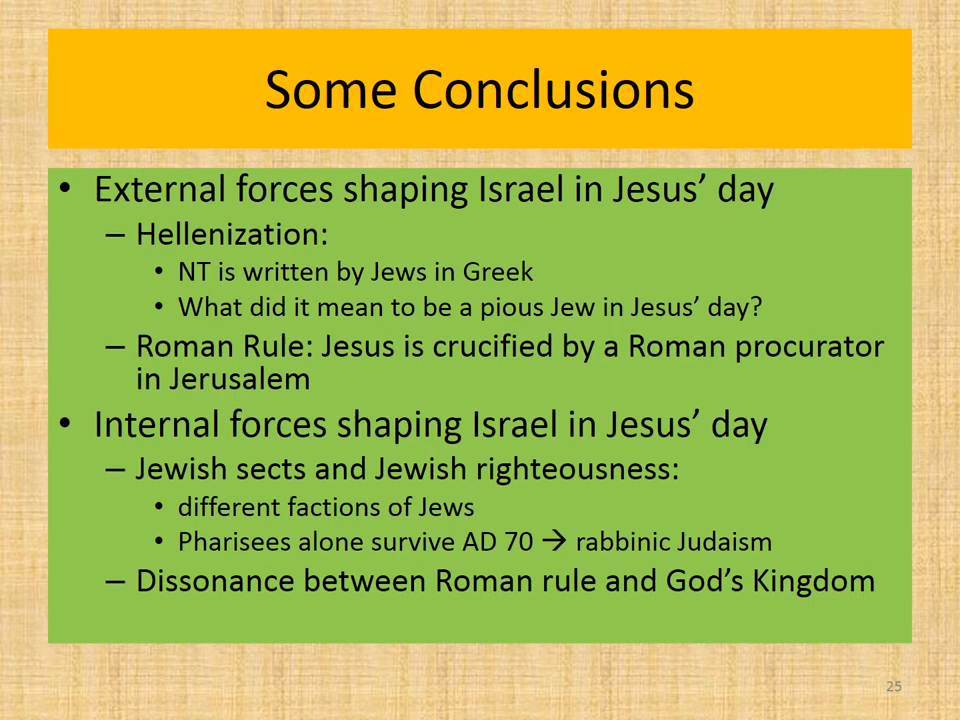 Some Conclusions
• External forces shaping Israel in Jesus’ day
– Hellenization:
• NT is written by Jews in Greek
• What did it mean to be a pious Jew in Jesus’ day?
– Roman Rule: Jesus is crucified by a Roman procurator
in Jerusalem
• Internal forces shaping Israel in Jesus’ day
– Jewish sects and Jewish righteousness:
• different factions of Jews
• Pharisees alone survive AD 70 → rabbinic Judaism
– Dissonance between Roman rule and God’s Kingdom
25